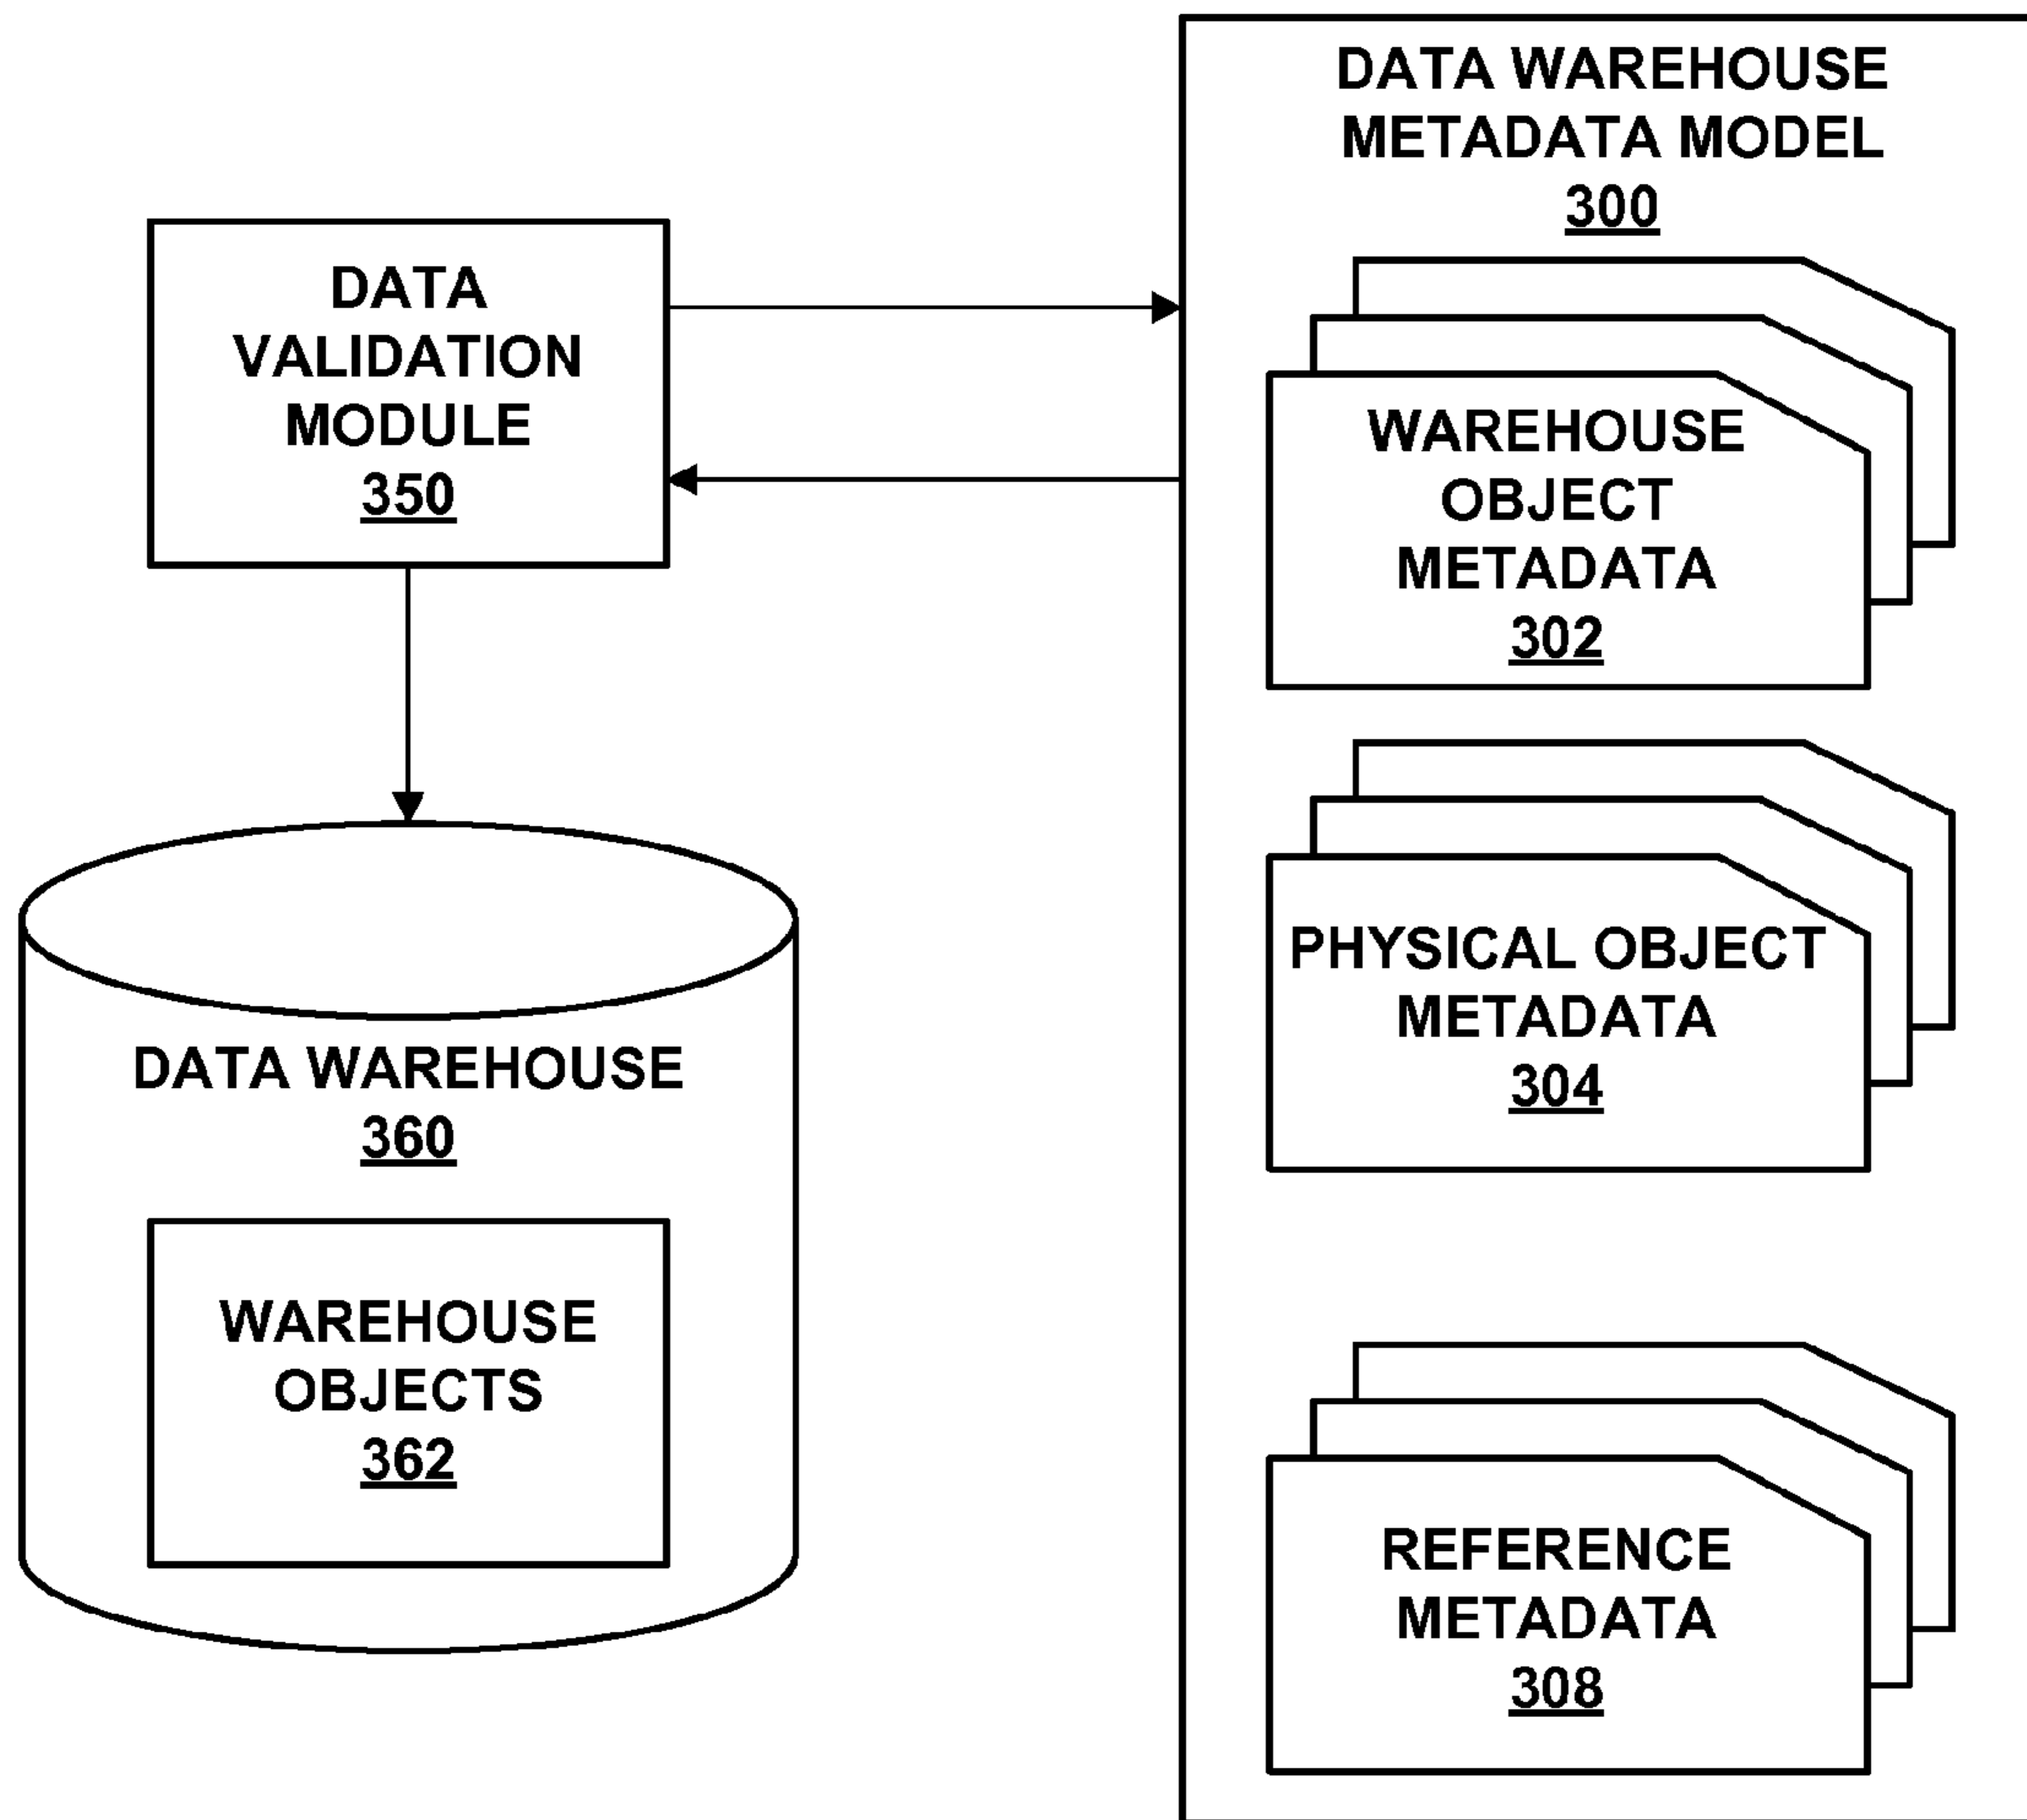 DATA
VALIDATION
MODULE
350
DATA WAREHOUSE
360
WAREHOUSE
OBJECTS
362
DATA WAREHOUSE
METADATA MODEL
300
WAREHOUSE
OBJECT
METADATA
302
PHYSICAL OBJECT
METADATA
304
REFERENCE
METADATA
308